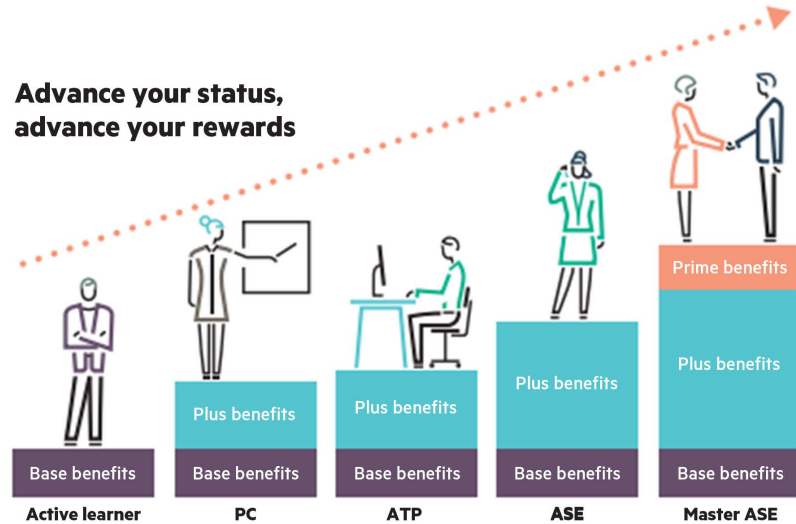 Advance your status,
advance your rewards
Prime benefits
Plus benefits
Plus benefits
Plus benefits
Plus benefits
Base benefits
Base benefits
Base benefits
Base benefits
Base benefits
Active learner
PC
ATP
ASE
Master ASE